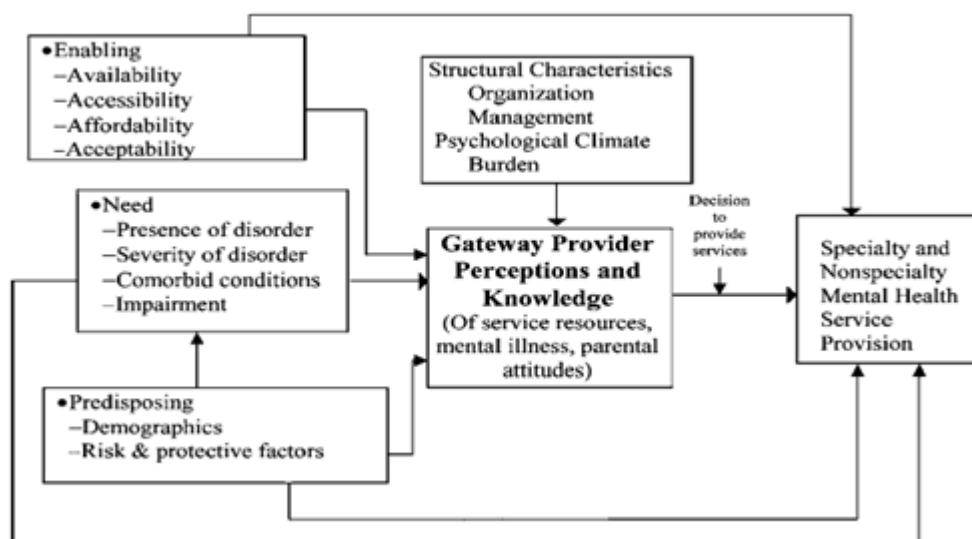 •Enabling
–Availability
–Accessibility
–Affordability
–Acceptability
Structural Characteristics
Organization
Management
Psychological Climate
Burden
•Need
–Presence of disorder
–Severity of disorder
–Comorbid conditions
–Impairment
Gateway Provider
Perceptions and
Knowledge
(Of service resources,
mental illness, parental
attitudes)
Decision
to
provide
services
Specialty and
Nonspecialty
Mental Health
Service
Provision
•Predisposing
–Demographics
–Risk & protective factors